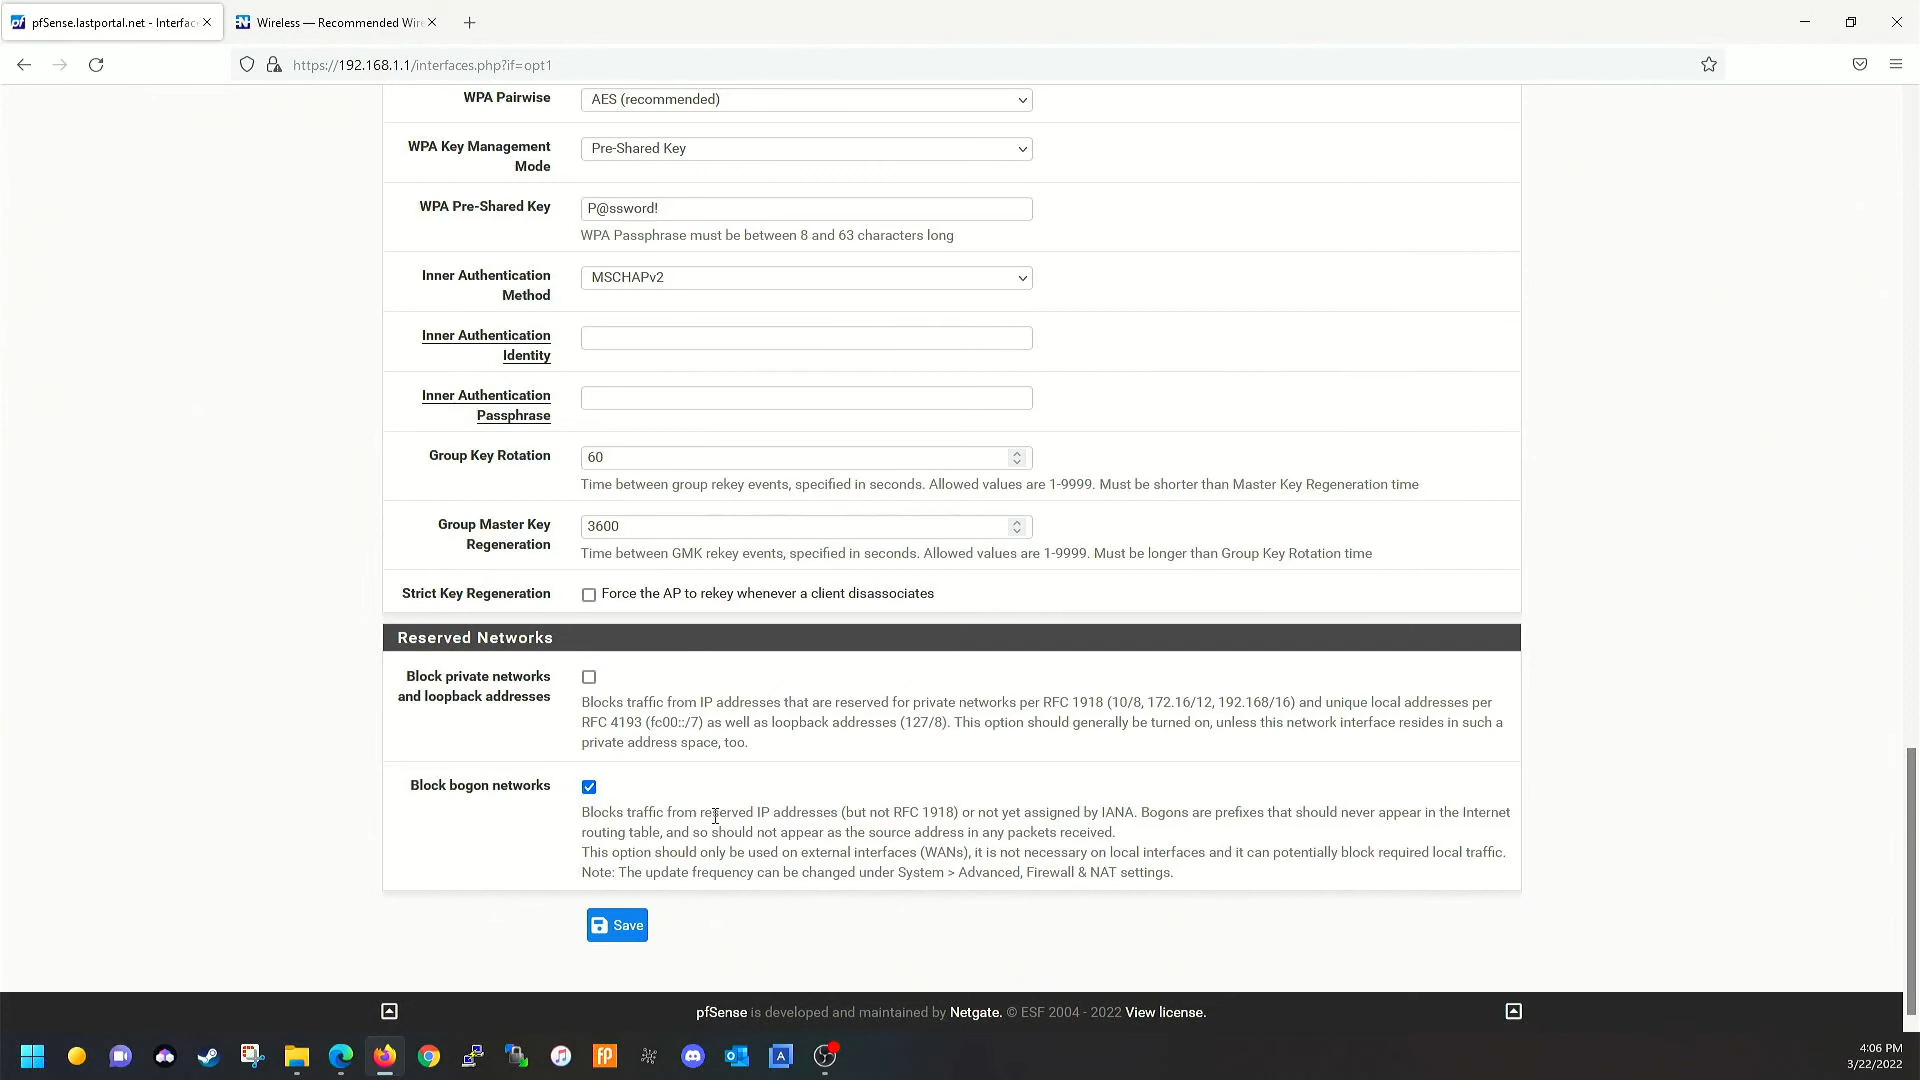 pfSense.lastportal.net - Interfac
Wireless — Recommended Wire
https://192.168.1.1/interfaces.php?if=opt1
WPA Pairwise
AES (recommended)
WPA Key Management
Mode
Pre-Shared Key
WPA Pre-Shared Key
P@ssword!
WPA Passphrase must be between 8 and 63 characters long
Inner Authentication
Method
MSCHAPv2
Inner Authentication
Identity
Inner Authentication
Passphrase
Group Key Rotation
60
Time between group rekey events, specified in seconds. Allowed values are 1-9999. Must be shorter than Master Key Regeneration time
Group Master Key
Regeneration
3600
Time between GMK rekey events, specified in seconds. Allowed values are 1-9999. Must be longer than Group Key Rotation time
Strict Key Regeneration
Force the AP to rekey whenever a client disassociates
Reserved Networks
Block private networks
and loopback addresses
Blocks traffic from IP addresses that are reserved for private networks per RFC 1918 (10/8, 172.16/12, 192.168/16) and unique local addresses per
RFC 4193 (fc00::/7) as well as loopback addresses (127/8). This option should generally be turned on, unless this network interface resides in such a
private address space, too.
Block bogon networks
Blocks traffic from reserved IP addresses (but not RFC 1918) or not yet assigned by IANA. Bogons are prefixes that should never appear in the Internet
routing table, and so should not appear as the source address in any packets received.
This option should only be used on external interfaces (WANs), it is not necessary on local interfaces and it can potentially block required local traffic.
Note: The update frequency can be changed under System > Advanced, Firewall & NAT settings.
Save
pfSense is developed and maintained by Netgate. © ESF 2004 - 2022 View license.
4:06 PM
3/22/2022